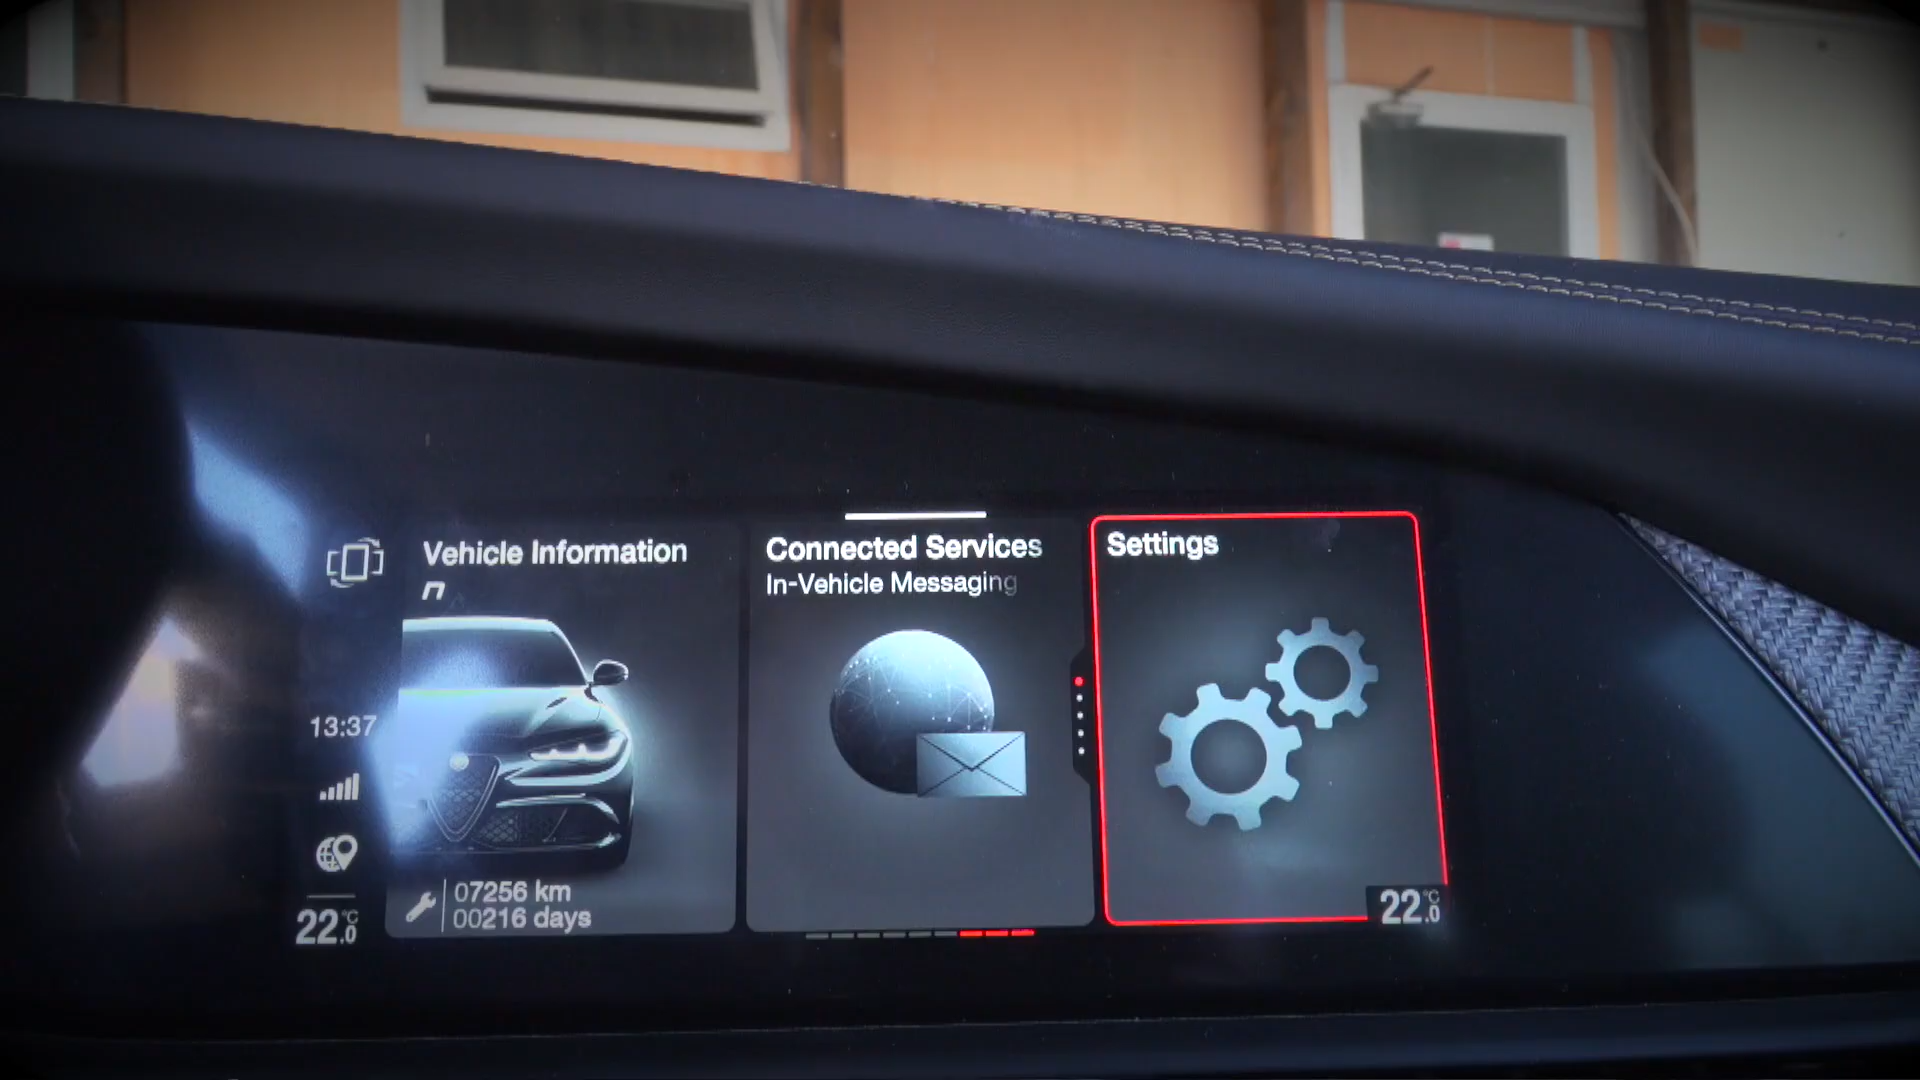 Vehicle Information
n
Connected Services
In-Vehicle Messaging
Settings
13:37
07256 km
00216 days
22.0 °C
22.0 °C